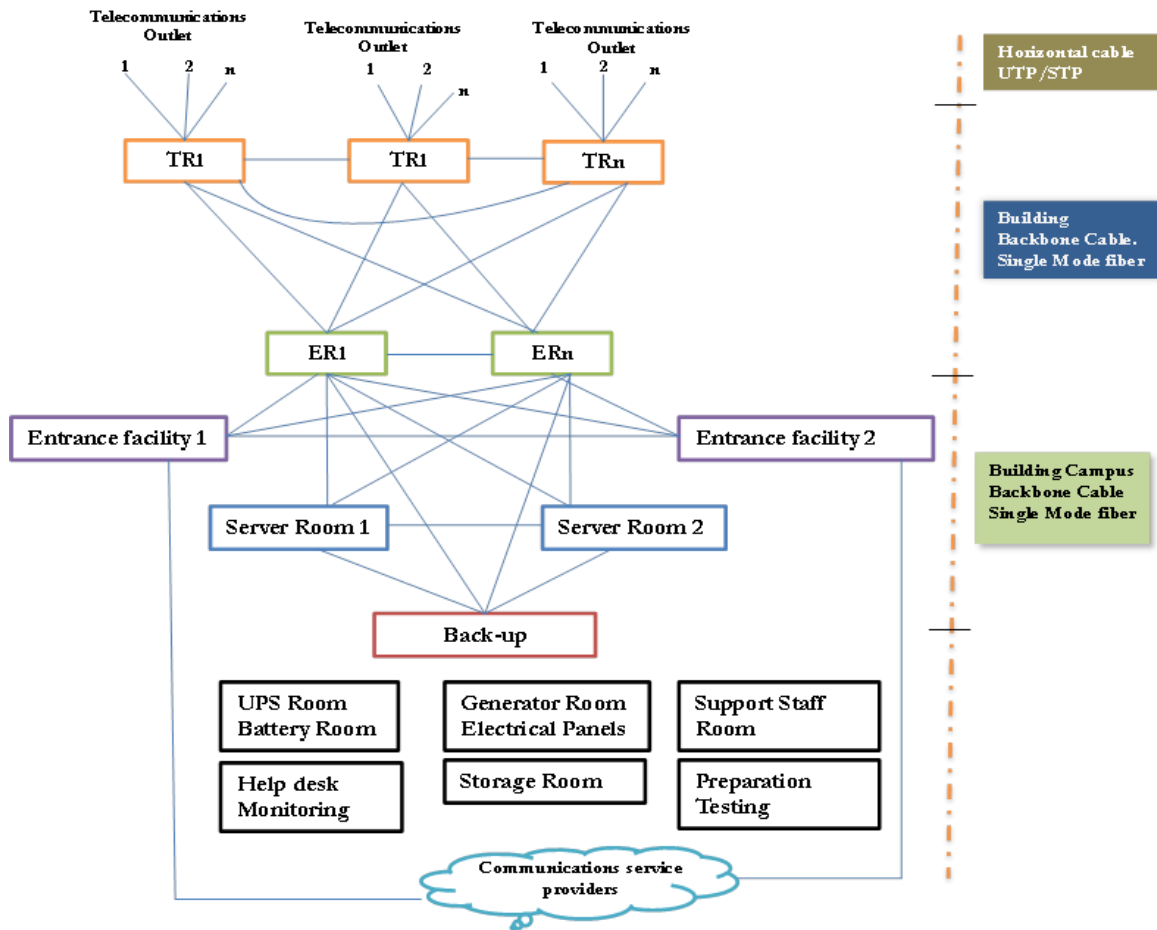 Telecommunications
Outlet
1
2
n
Telecommunications
Outlet
1
2
n
Telecommunications
Outlet
1
2
n
Horizontal cable
UTP/STP
TR1
TR1
TRn
Building
Backbone Cable.
Single Mode fiber
ER1
ERn
Entrance facility 1
Entrance facility 2
Building Campus
Backbone Cable
Single Mode fiber
Server Room 1
Server Room 2
Back-up
UPS Room
Battery Room
Generator Room
Electrical Panels
Support Staff
Room
Help desk
Monitoring
Storage Room
Preparation
Testing
Communications service
providers